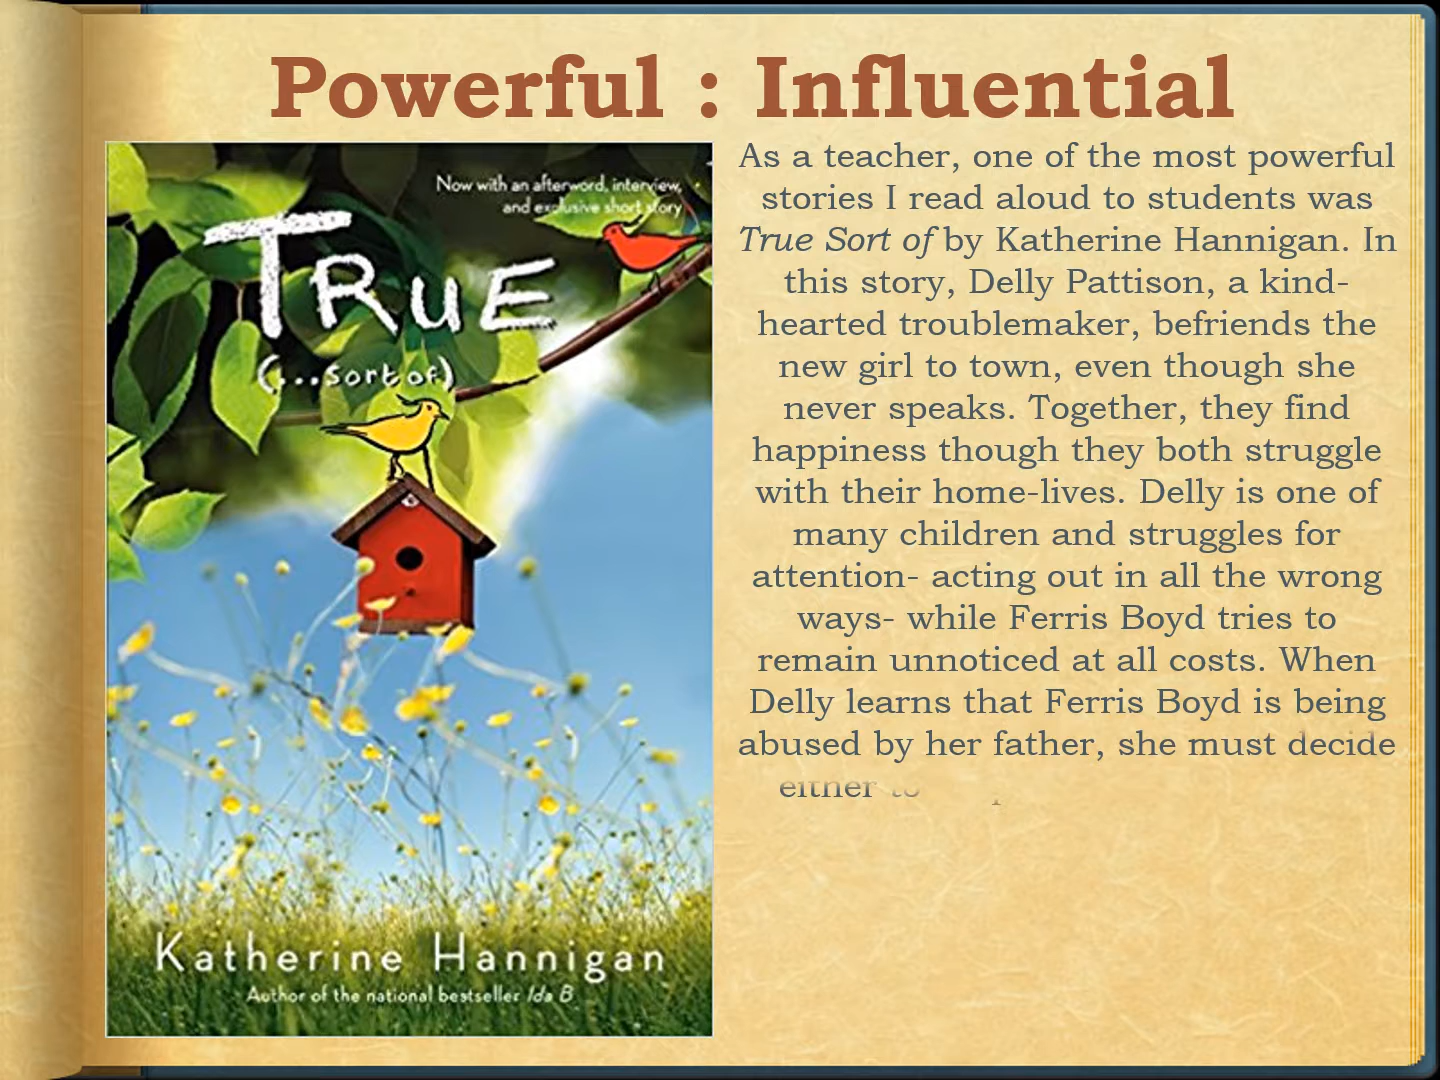 Powerful : Influential
Now with an afterword, interview,
and exclusive short story
TRUE
(...sort of)
Katherine Hannigan
Author of the national bestseller Ida B
As a teacher, one of the most powerful
stories I read aloud to students was
True Sort of by Katherine Hannigan. In
this story, Delly Pattison, a kind-
hearted troublemaker, befriends the
new girl to town, even though she
never speaks. Together, they find
happiness though they both struggle
with their home-lives. Delly is one of
many children and struggles for
attention- acting out in all the wrong
ways- while Ferris Boyd tries to
remain unnoticed at all costs. When
Delly learns that Ferris Boyd is being
abused by her father, she must decide
either to